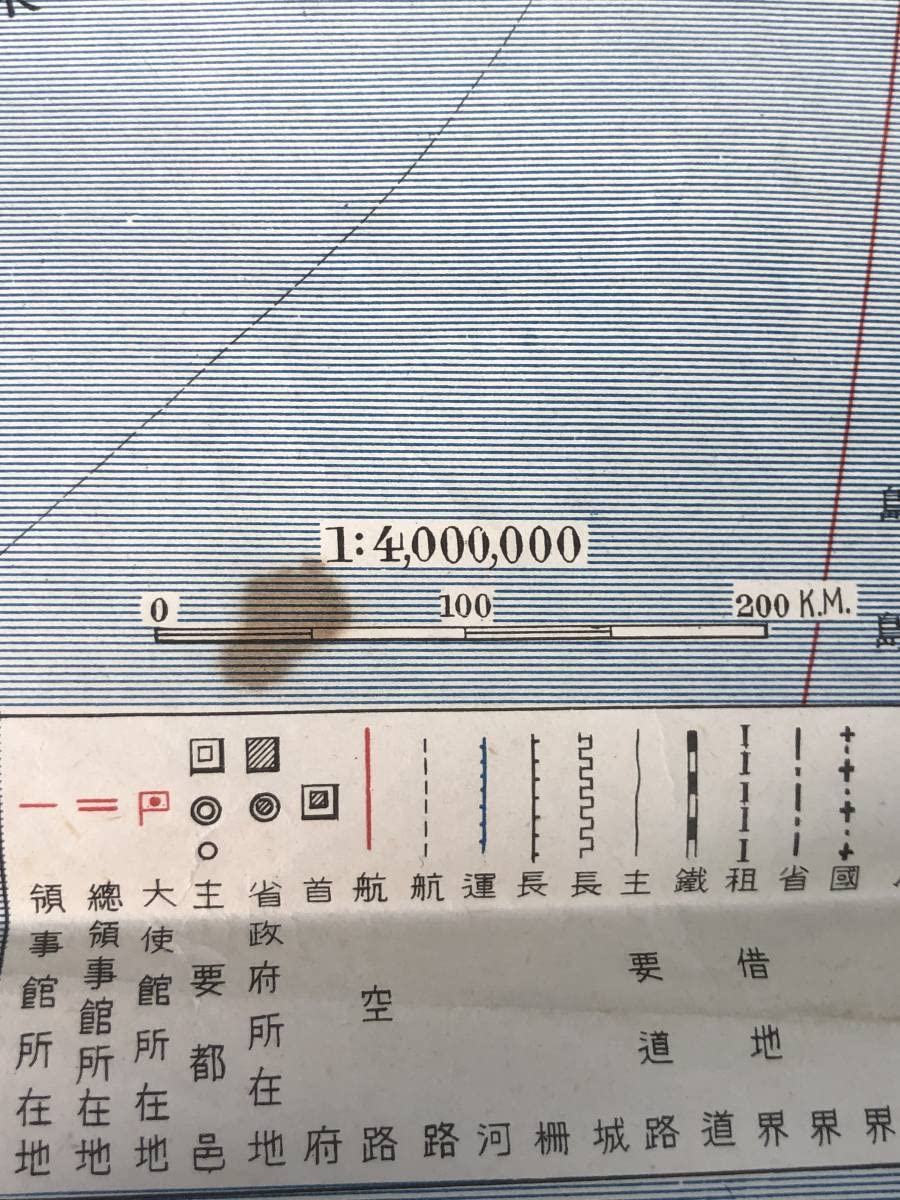 1:4,000,000
0 100 200 K.M.
國界
省界
租借地界
鐵道
主要道路
長城
長柵
運河
航路
航空路
首府
省政府所在地
主要都邑
大使館所在地
總領事館所在地
領事館所在地
島
島